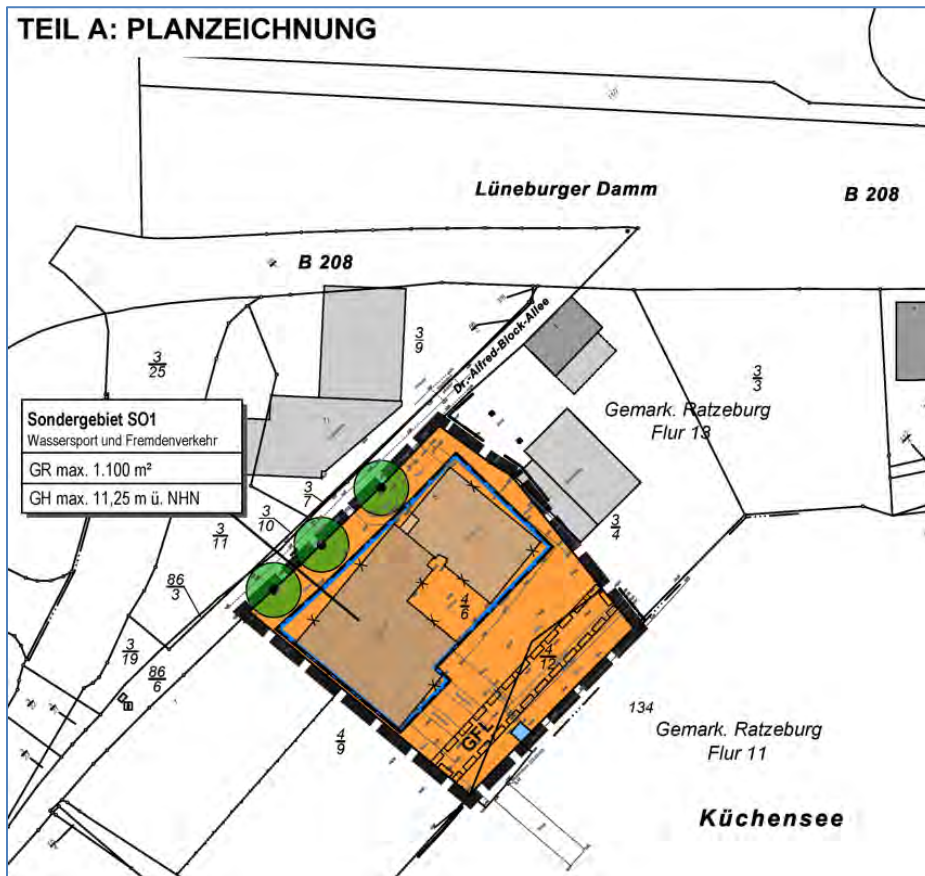 TEIL A: PLANZEICHNUNG
Lüneburger Damm
B 208
B 208
Dr.-Alfred-Block-Allee
3
9
3
25
3
3
Gemark. Ratzeburg
Flur 13
Sondergebiet SO1
Wassersport und Fremdenverkehr
GR max. 1.100 m²
GH max. 11,25 m ü. NHN
3
7
3
10
3
11
3
4
86
3
4
6
3
19
86
6
4
12
4
9
GFL
134
Gemark. Ratzeburg
Flur 11
Küchensee